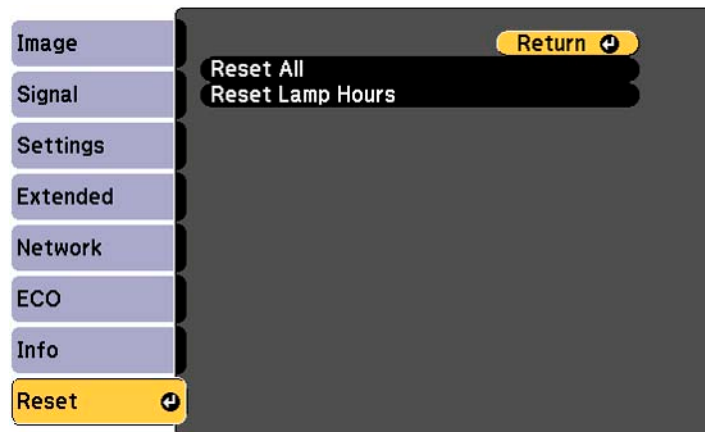 Image
Signal
Settings
Extended
Network
ECO
Info
Reset
Return
Reset All
Reset Lamp Hours